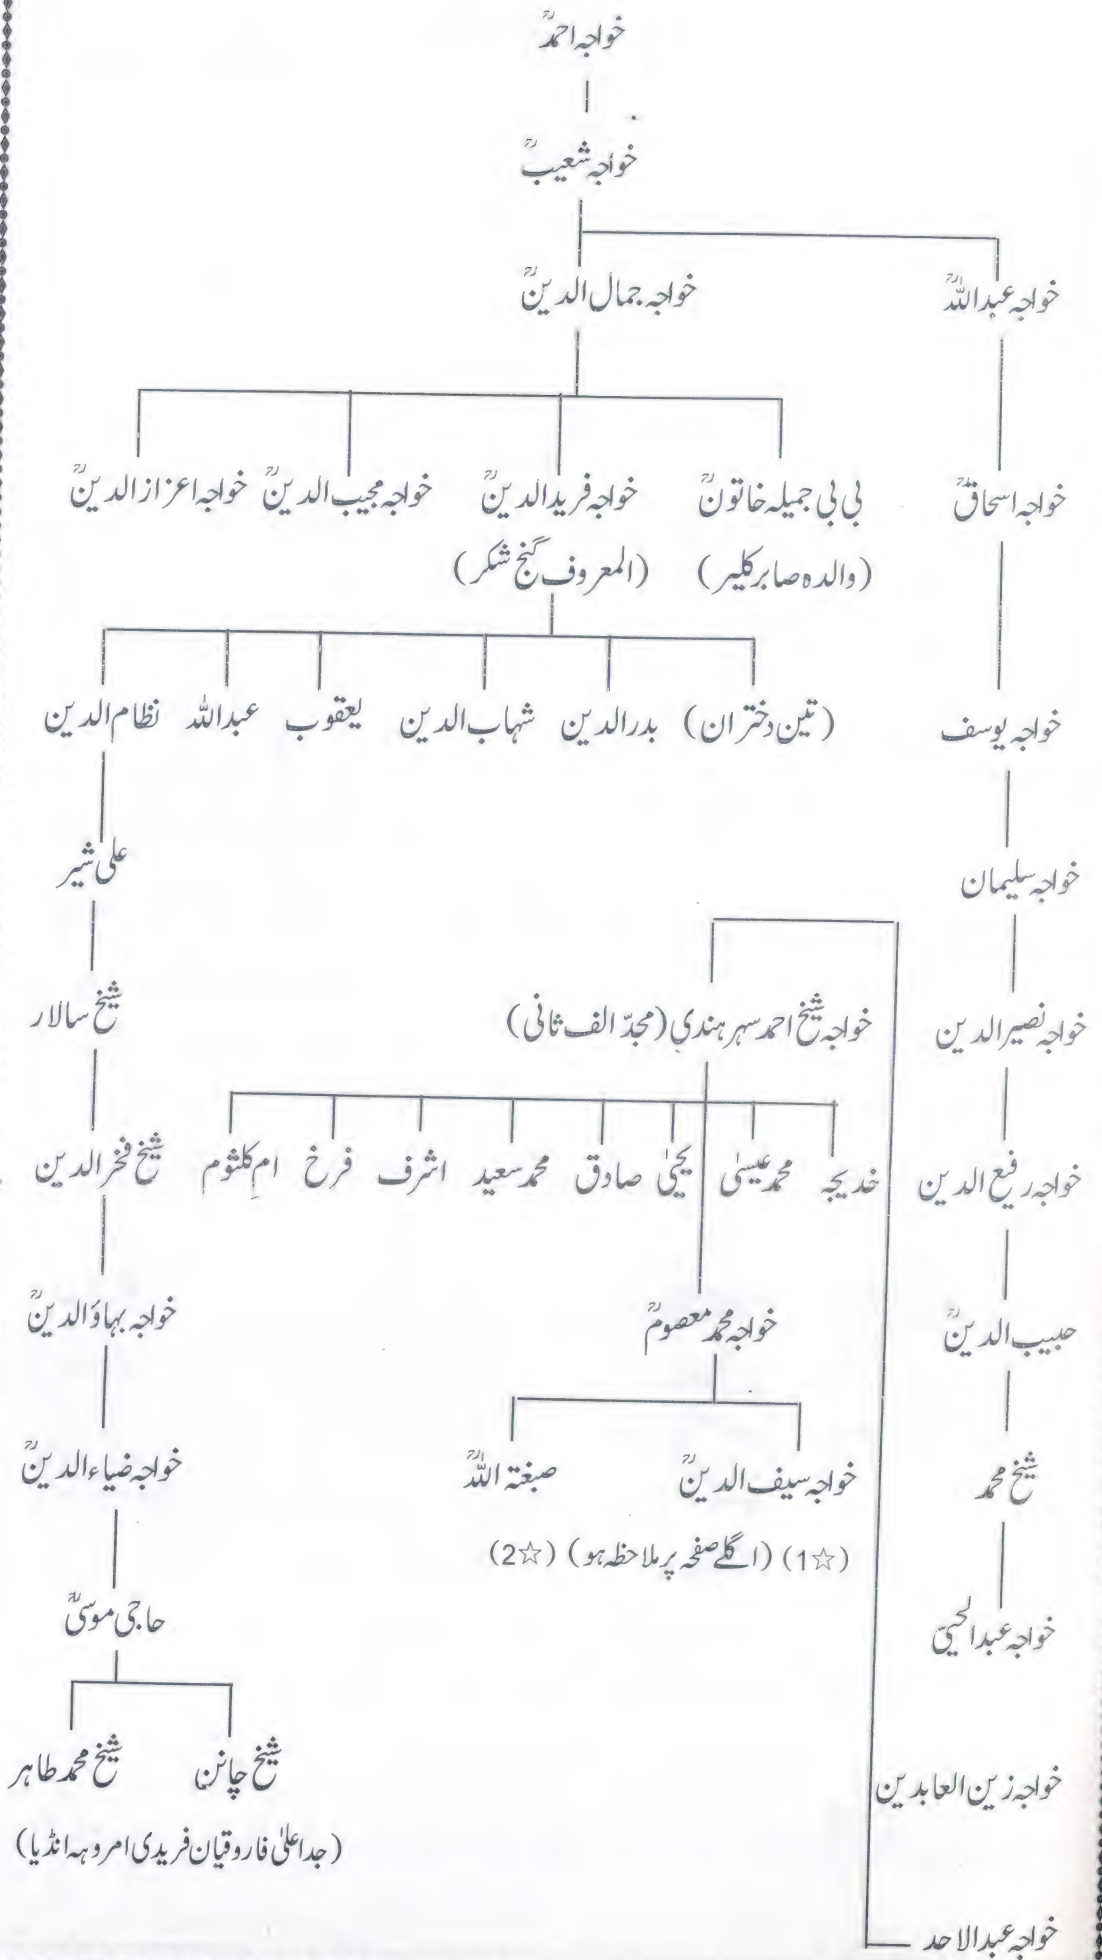 خواجہ احمدؒ
خواجہ شعیبؒ
خواجہ عبداللہؒ
خواجہ جمال الدینؒ
خواجہ اسحاقؒ
بی بی جمیلہ خاتونؒ
خواجہ فرید الدینؒ
خواجہ مجیب الدینؒ
خواجہ اعزاز الدینؒ
(والدہ صابر کلیر)
(المعروف گنج شکر)
خواجہ یوسف
(تین دختران)
بدر الدین
شہاب الدین
یعقوب
عبداللہ
نظام الدین
خواجہ سلیمان
علی شیر
خواجہ نصیر الدین
خواجہ شیخ احمد سہر ہندی (مجدّ الف ثانی)
شیخ سالار
خواجہ رفیع الدین
خدیجہ
محمد عیسیٰ
یحییٰ
صادق
محمد سعید
اشرف
فرخ
امِ کلثوم
شیخ فخر الدین
حبیب الدینؒ
خواجہ محمد معصومؒ
خواجہ بہاؤ الدینؒ
شیخ محمد
خواجہ سیف الدینؒ
صبغتہ اللہؒ
خواجہ ضیاء الدینؒ
(☆1) (اگلے صفحہ پر ملاحظہ ہو) (☆2)
خواجہ عبدالحییٰ
حاجی موسیٰؒ
خواجہ زین العابدین
شیخ چانن
شیخ محمد طاہر
(جد اعلیٰ فاروقیان فریدی امروہہ انڈیا)
خواجہ عبدالاحد